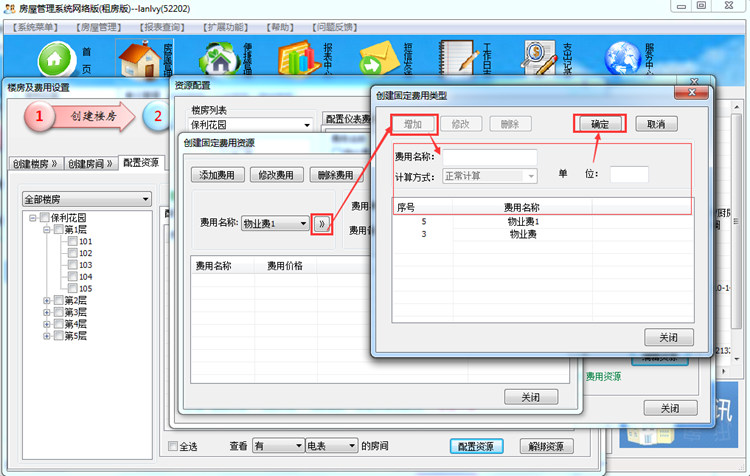 房屋管理系统网络版(租房版)--lanlvy(52202)
【系统菜单】 【房屋管理】 【报表查询】 【扩展功能】 【帮助】 【问题反馈】
首页
房屋管理
便捷管理
报表中心
短信发送
工作日志
支出记录
服务中心
楼房及费用设置
1 创建楼房 2
创建楼房 》 创建房间 》 配置资源
全部楼房
保利花园
第1层
101
102
103
104
105
第2层
第3层
第4层
第5层
全选 查看 有 电表 的房间 配置资源 解绑资源
资源配置
楼房列表
保利花园
配置仪表费
费用资源
关闭
创建固定费用资源
添加费用 修改费用 删除费用
费用名称： 物业费1 》
费用名称 费用价格
关闭
创建固定费用类型
增加 修改 删除 确定 取消
费用名称：
计算方式： 正常计算 单 位：
序号 费用名称
5 物业费1
3 物业费
关闭